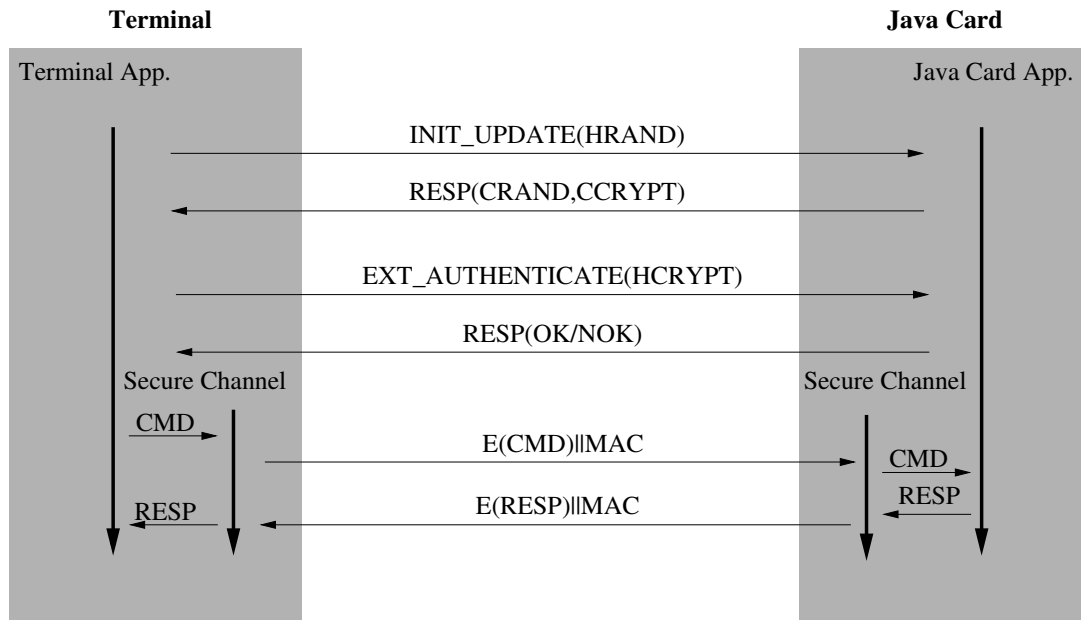 Terminal
Java Card
Terminal App.
Java Card App.
INIT_UPDATE(HRAND)
RESP(CRAND,CCRYPT)
EXT_AUTHENTICATE(HCRYPT)
RESP(OK/NOK)
Secure Channel
Secure Channel
CMD
E(CMD)||MAC
CMD
RESP
E(RESP)||MAC
RESP